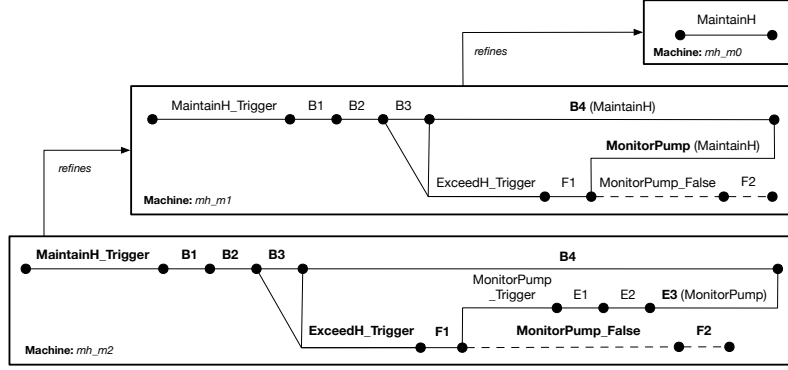 MaintainH
refines
Machine: mh_m0
MaintainH_Trigger B1 B2 B3 B4 (MaintainH)
MonitorPump (MaintainH)
refines
ExceedH_Trigger F1 MonitorPump_False F2
Machine: mh_m1
MaintainH_Trigger B1 B2 B3 B4
MonitorPump
_Trigger E1 E2 E3 (MonitorPump)
ExceedH_Trigger F1 MonitorPump_False F2
Machine: mh_m2